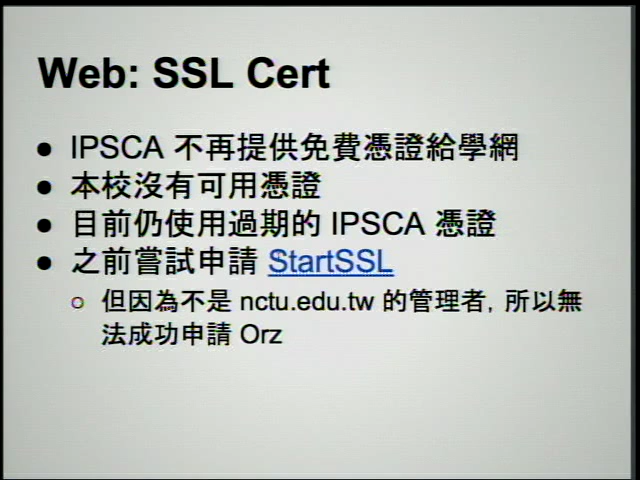 Web: SSL Cert
● IPSCA 不再提供免費憑證給學網
● 本校沒有可用憑證
● 目前仍使用過期的 IPSCA 憑證
● 之前嘗試申請 StartSSL
○ 但因為不是 nctu.edu.tw 的管理者, 所以無
法成功申請 Orz